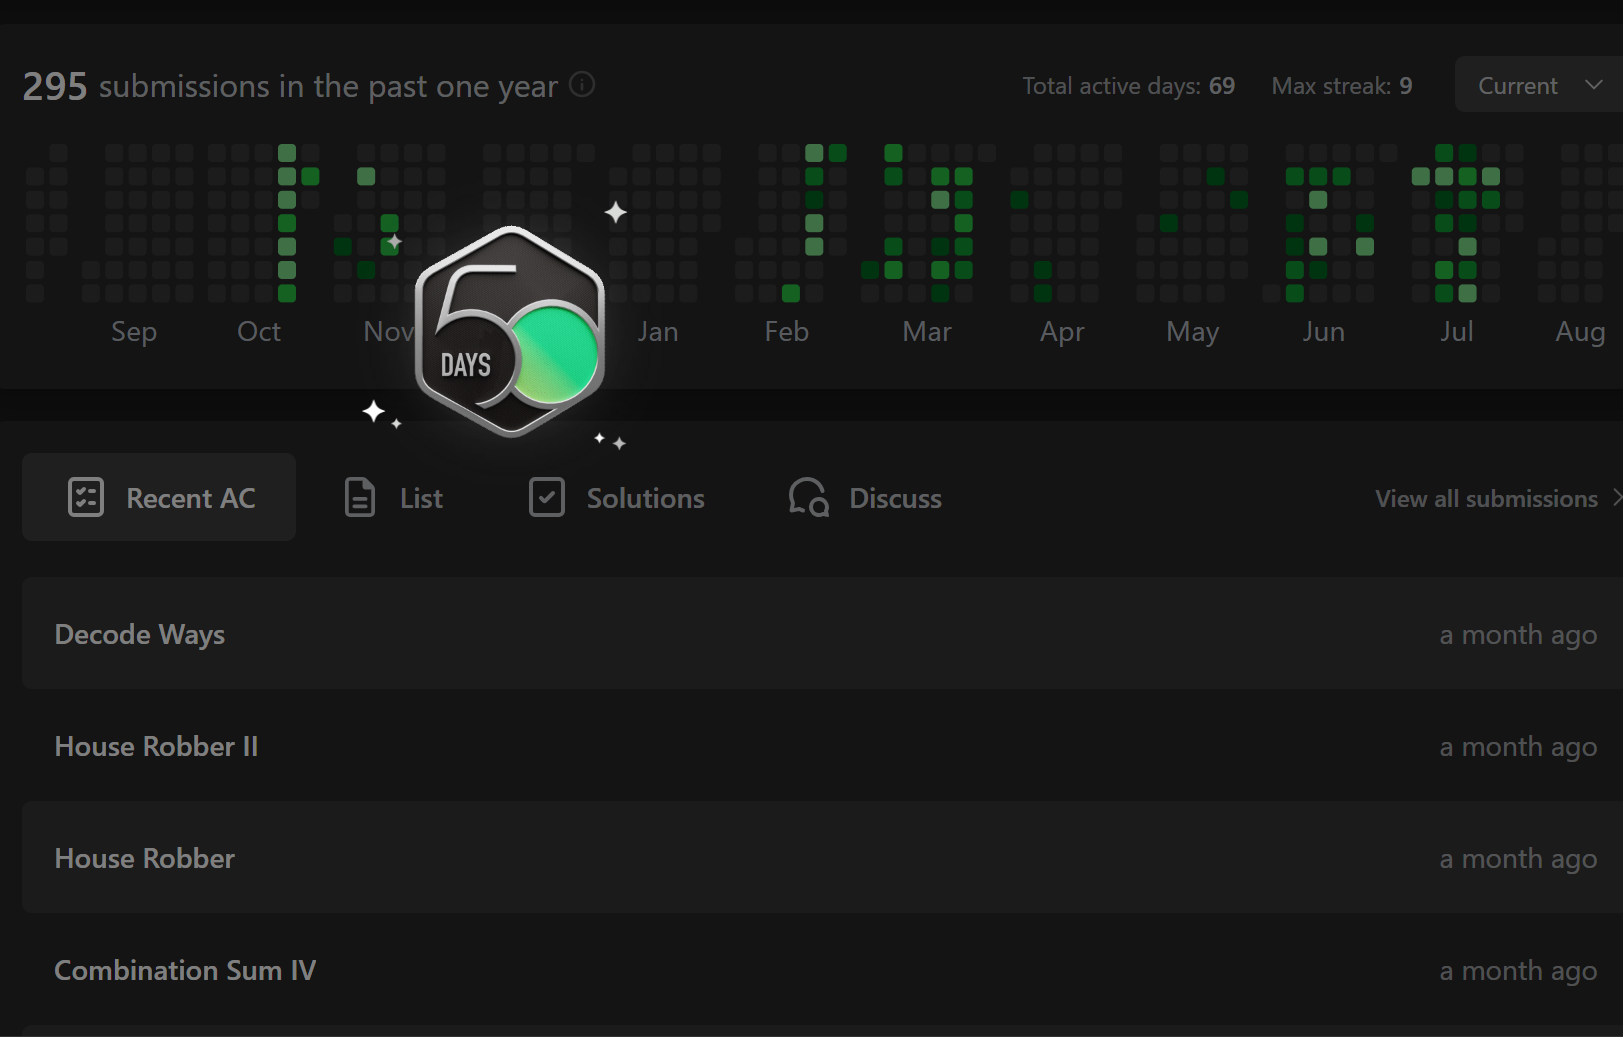 295 submissions in the past one year
Total active days: 69 Max streak: 9 Current
Sep Oct Nov Jan Feb Mar Apr May Jun Jul Aug
50
DAYS
Recent AC List Solutions Discuss View all submissions
Decode Ways a month ago
House Robber II a month ago
House Robber a month ago
Combination Sum IV a month ago